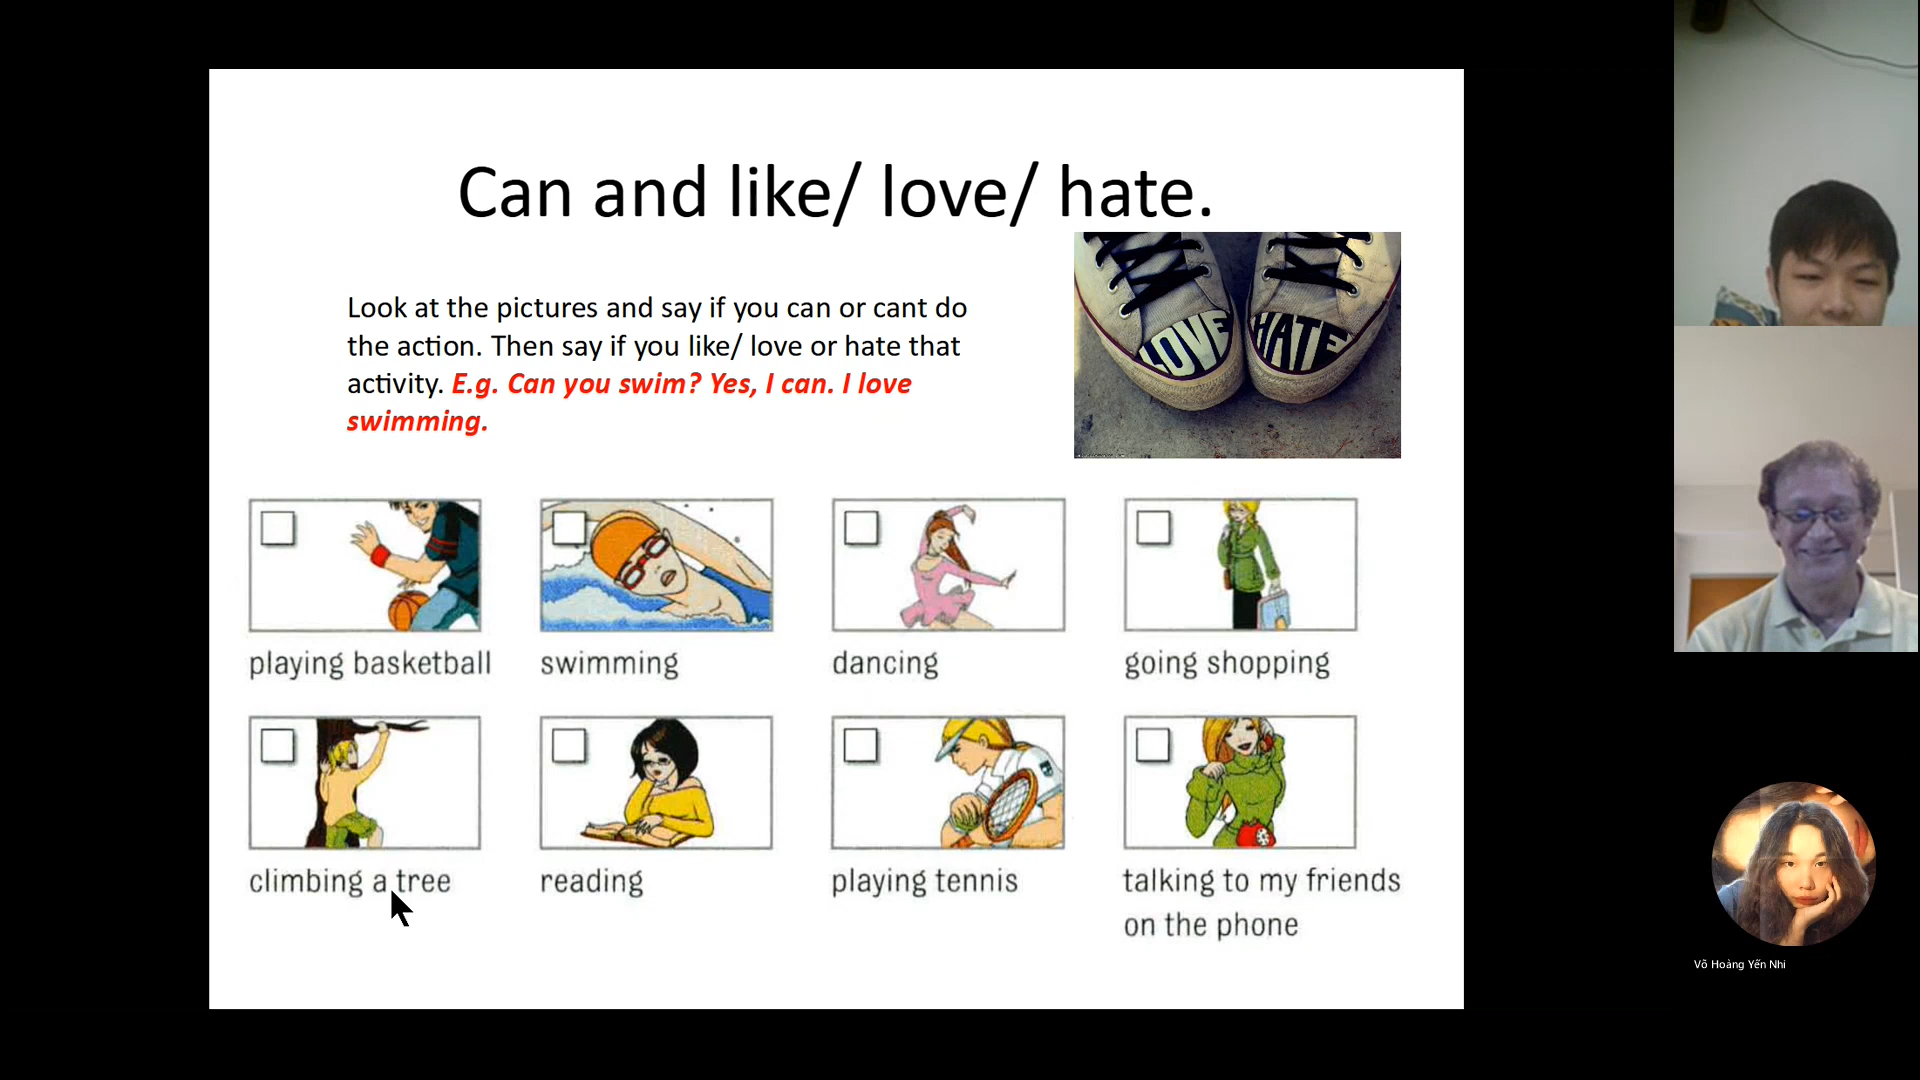 Can and like/ love/ hate.
Look at the pictures and say if you can or cant do
the action. Then say if you like/ love or hate that
activity. E.g. Can you swim? Yes, I can. I love
swimming.
LOVE HATE
playing basketball
swimming
dancing
going shopping
climbing a tree
reading
playing tennis
talking to my friends
on the phone
Võ Hoàng Yến Nhi